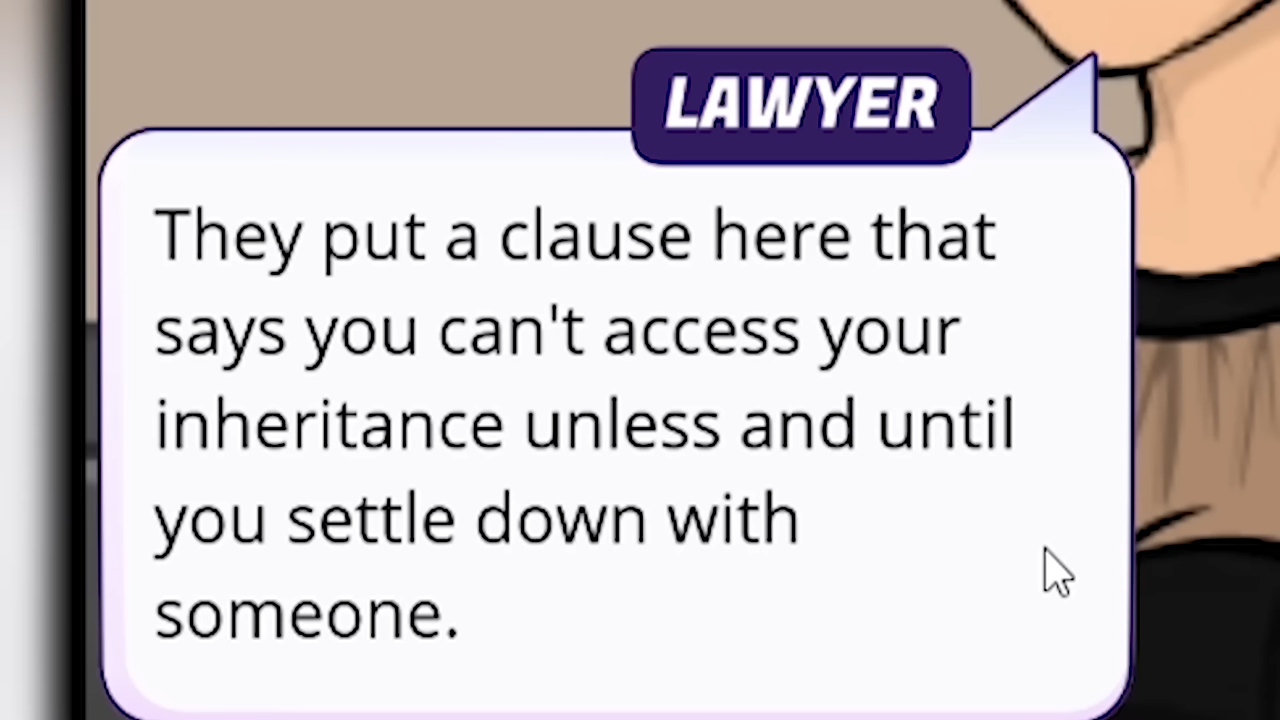 LAWYER
They put a clause here that
says you can't access your
inheritance unless and until
you settle down with
someone.